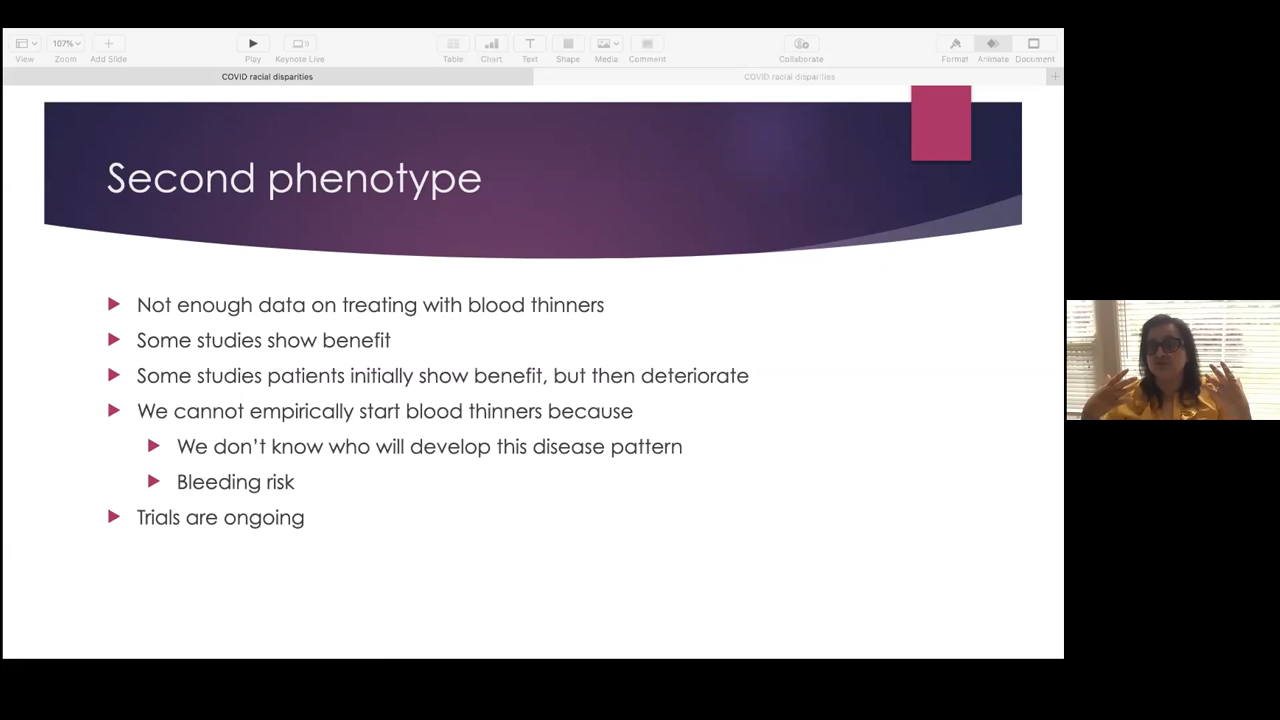 107%
View
Zoom
Add Slide
Play
Keynote Live
Table
Chart
Text
Shape
Media
Comment
Collaborate
Format
Animate
Document
COVID racial disparities
COVID racial disparities
Second phenotype
Not enough data on treating with blood thinners
Some studies show benefit
Some studies patients initially show benefit, but then deteriorate
We cannot empirically start blood thinners because
We don't know who will develop this disease pattern
Bleeding risk
Trials are ongoing